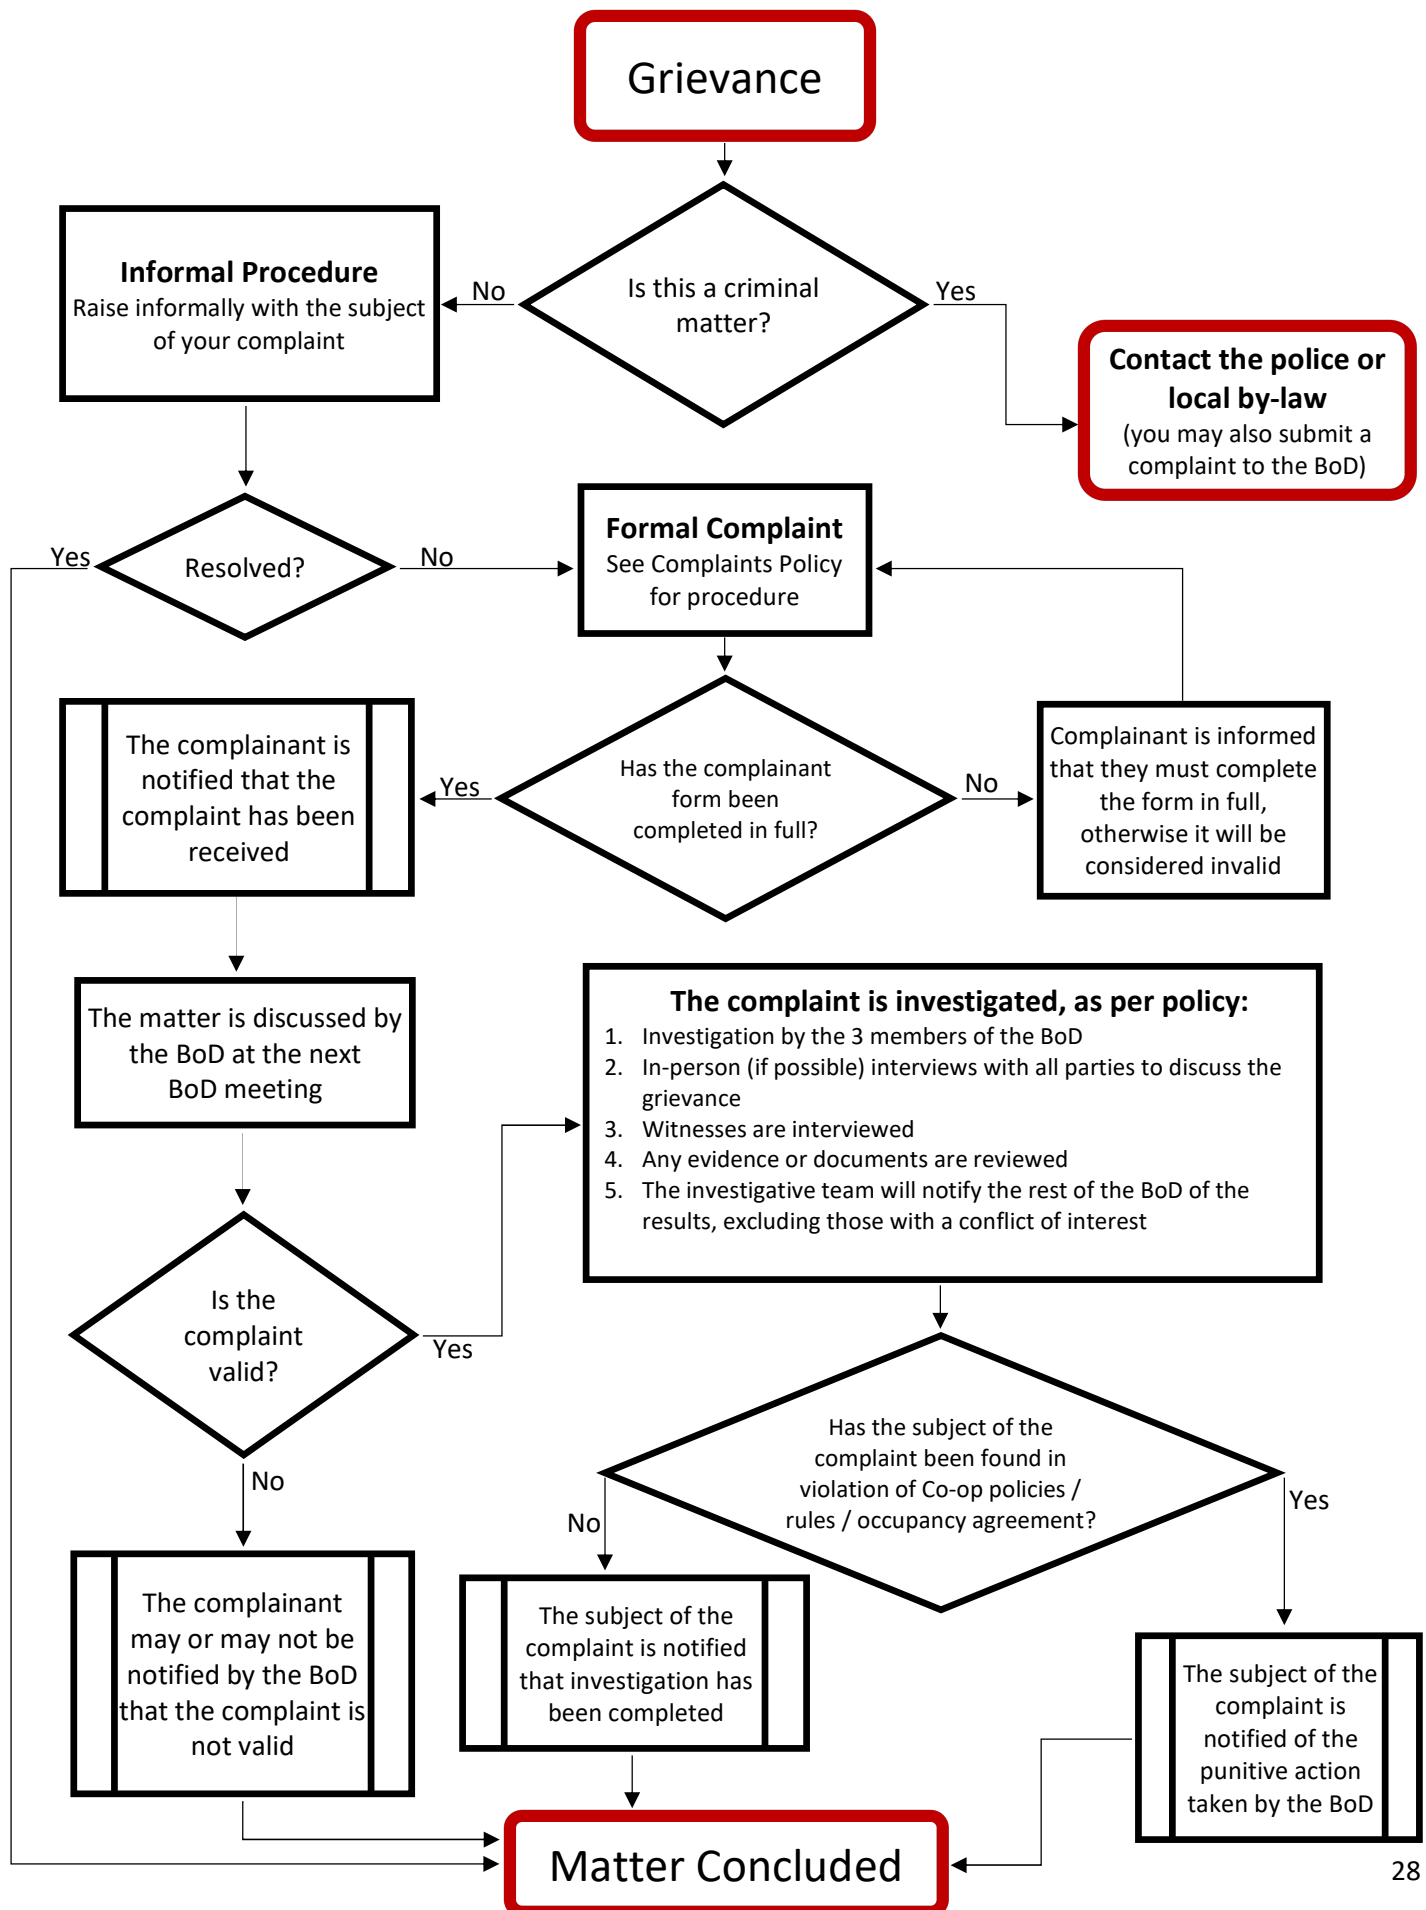 Grievance
Is this a criminal
matter?
No
Yes
Informal Procedure
Raise informally with the subject
of your complaint
Contact the police or
local by-law
(you may also submit a
complaint to the BoD)
Resolved?
Yes
No
Formal Complaint
See Complaints Policy
for procedure
Has the complainant
form been
completed in full?
Yes
No
Complainant is informed
that they must complete
the form in full,
otherwise it will be
considered invalid
The complainant is
notified that the
complaint has been
received
The matter is discussed by
the BoD at the next
BoD meeting
Is the
complaint
valid?
Yes
No
The complaint is investigated, as per policy:
1. Investigation by the 3 members of the BoD
2. In-person (if possible) interviews with all parties to discuss the
grievance
3. Witnesses are interviewed
4. Any evidence or documents are reviewed
5. The investigative team will notify the rest of the BoD of the
results, excluding those with a conflict of interest
Has the subject of the
complaint been found in
violation of Co-op policies /
rules / occupancy agreement?
No
Yes
The complainant
may or may not be
notified by the BoD
that the complaint is
not valid
The subject of the
complaint is notified
that investigation has
been completed
The subject of the
complaint is
notified of the
punitive action
taken by the BoD
Matter Concluded
28